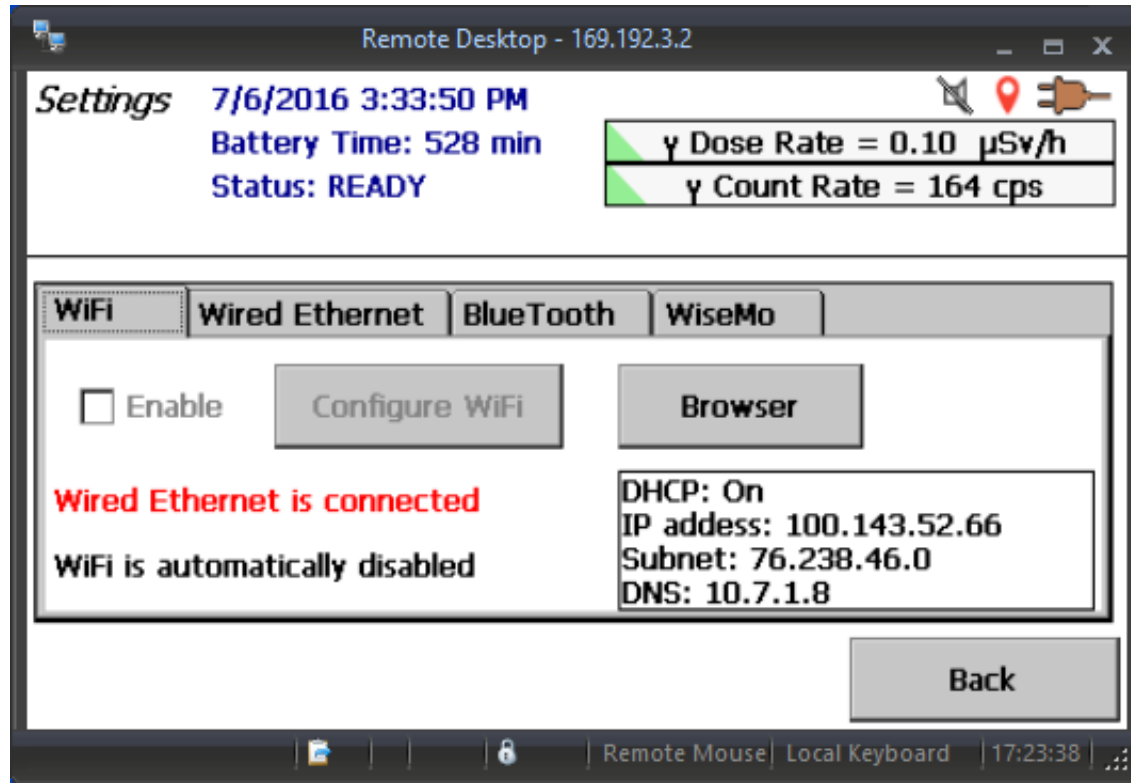 Remote Desktop - 169.192.3.2
Settings 7/6/2016 3:33:50 PM
Battery Time: 528 min
γ Dose Rate = 0.10 µSv/h
Status: READY
γ Count Rate = 164 cps
WiFi Wired Ethernet BlueTooth WiseMo
Enable Configure WiFi Browser
Wired Ethernet is connected
WiFi is automatically disabled
DHCP: On
IP addess: 100.143.52.66
Subnet: 76.238.46.0
DNS: 10.7.1.8
Back
Remote Mouse Local Keyboard 17:23:38